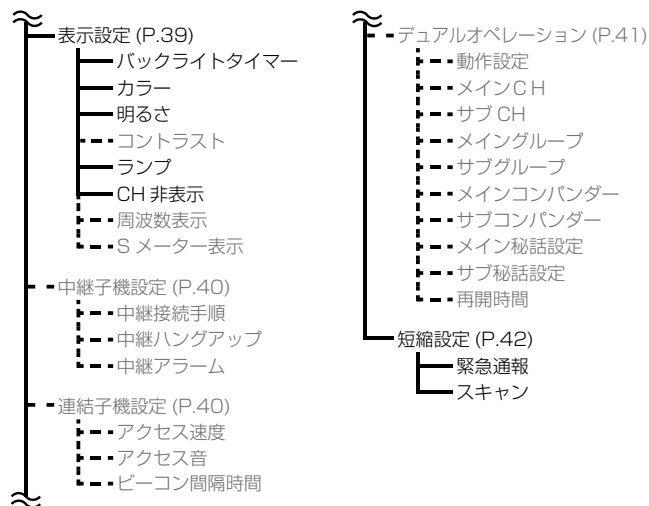 表示設定 (P.39)
バックライトタイマー
カラー
明るさ
コントラスト
ランプ
CH 非表示
周波数表示
S メーター表示
中継子機設定 (P.40)
中継接続手順
中継ハングアップ
中継アラーム
連結子機設定 (P.40)
アクセス速度
アクセス音
ビーコン間隔時間
デュアルオペレーション (P.41)
動作設定
メインCH
サブ CH
メイングループ
サブグループ
メインコンパンダー
サブコンパンダー
メイン秘話設定
サブ秘話設定
再開時間
短縮設定 (P.42)
緊急通報
スキャン